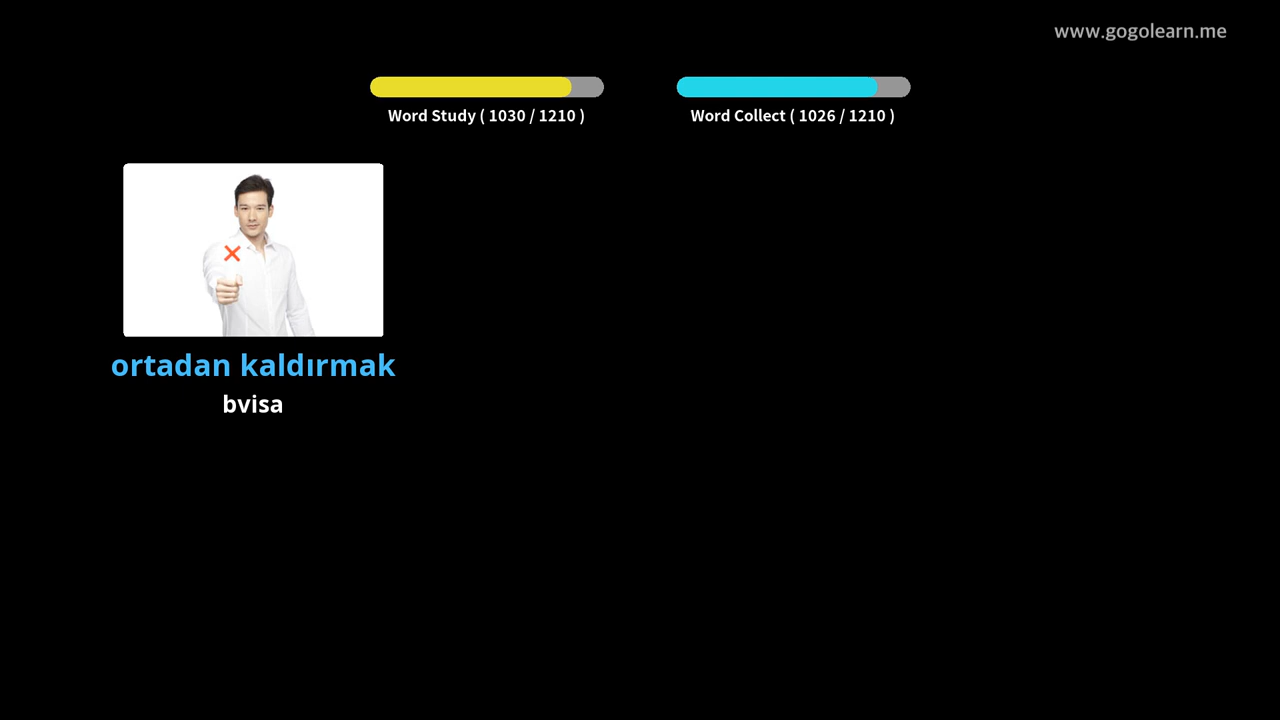 www.gogolearn.me
Word Study ( 1030 / 1210 )
Word Collect ( 1026 / 1210 )
ortadan kaldırmak
bvisa